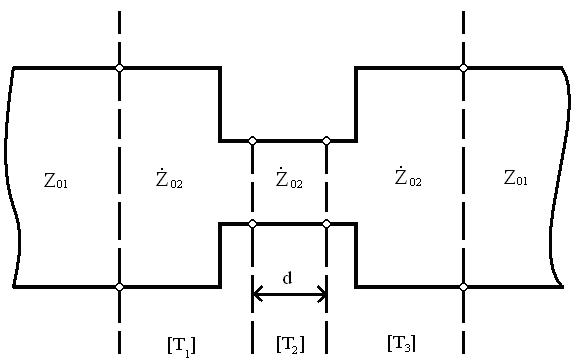 Z₀₁ Ż₀₂ Ż₀₂ Ż₀₂ Z₀₁
d
[T₁] [T₂] [T₃]